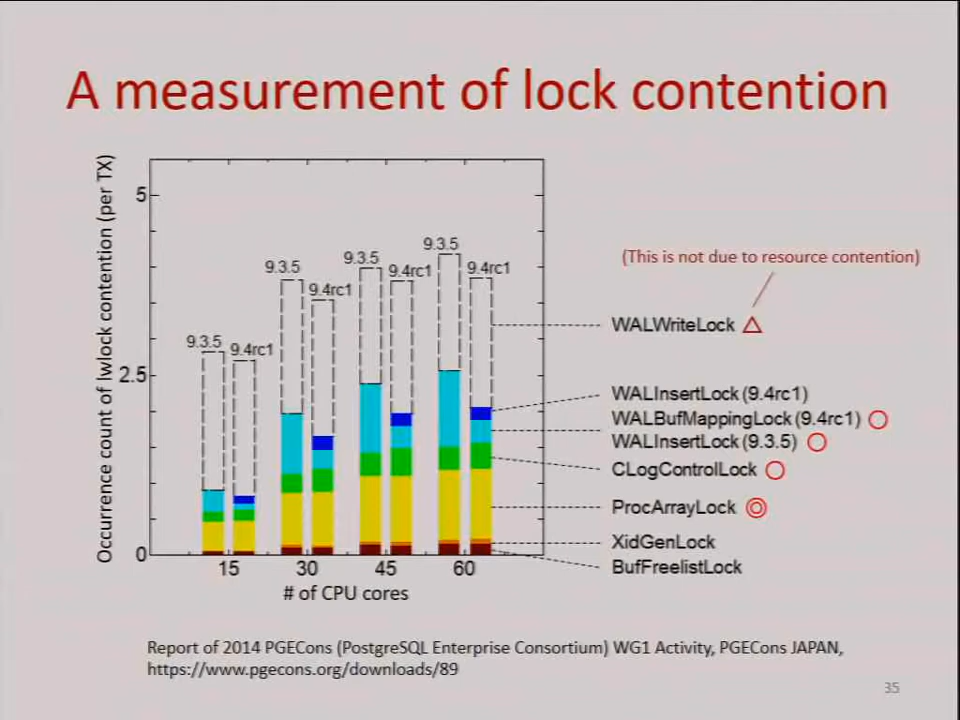 A measurement of lock contention
Occurrence count of lwlock contention (per TX)
5
2.5
0
9.3.5
9.4rc1
9.3.5
9.4rc1
9.3.5
9.4rc1
9.3.5
9.4rc1
15
30
45
60
# of CPU cores
(This is not due to resource contention)
WALWriteLock
WALInsertLock (9.4rc1)
WALBufMappingLock (9.4rc1)
WALInsertLock (9.3.5)
CLogControlLock
ProcArrayLock
XidGenLock
BufFreelistLock
Report of 2014 PGECons (PostgreSQL Enterprise Consortium) WG1 Activity, PGECons JAPAN,
https://www.pgecons.org/downloads/89
35